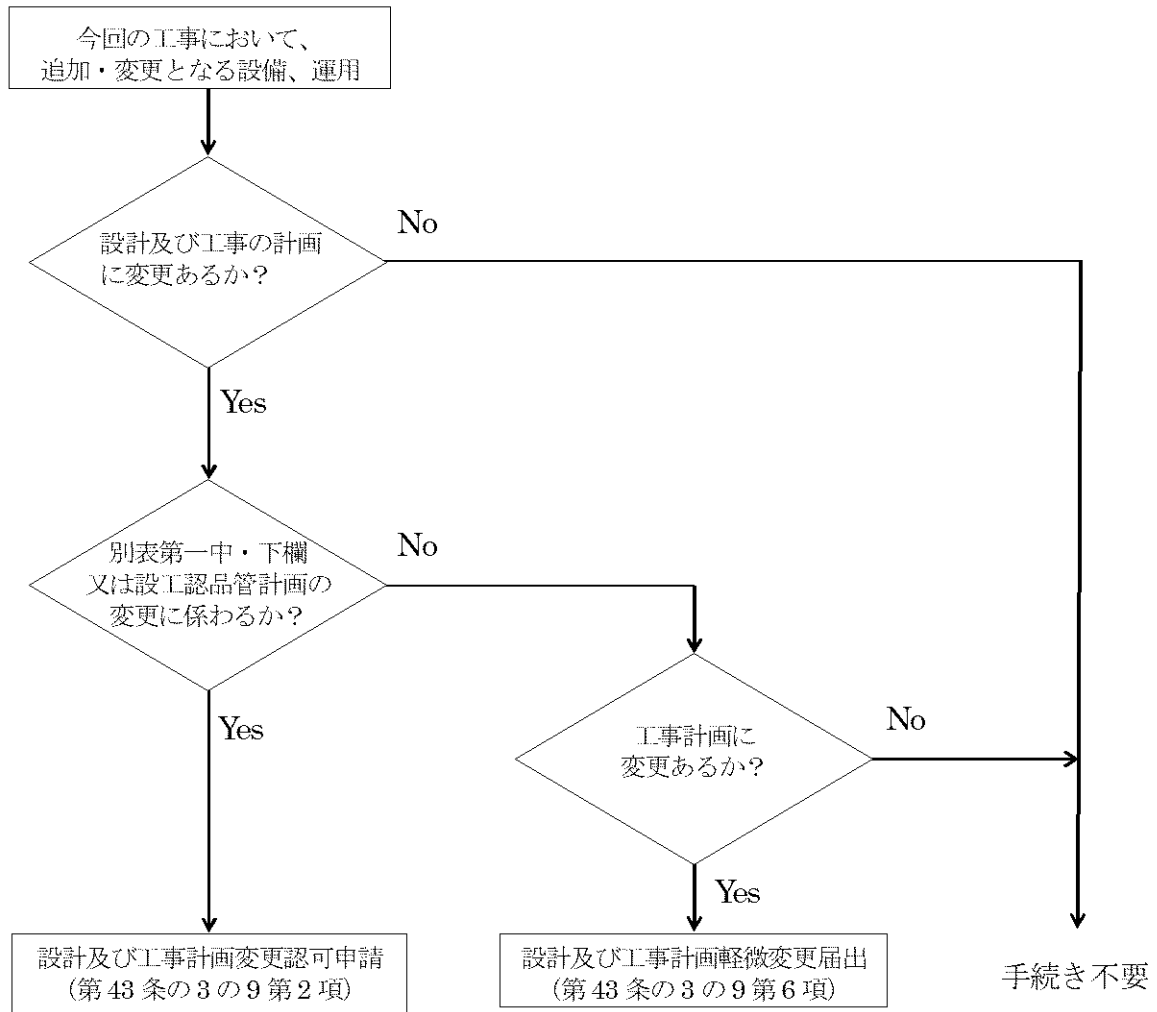 今回の工事において、
追加・変更となる設備、運用
設計及び工事の計画
に変更あるか？
No
Yes
別表第一中・下欄
又は設工認品管計画の
変更に係わるか？
No
Yes
工事計画に
変更あるか？
No
Yes
設計及び工事計画変更認可申請
（第 43 条の 3 の 9 第 2 項）
設計及び工事計画軽微変更届出
（第 43 条の 3 の 9 第 6 項）
手続き不要